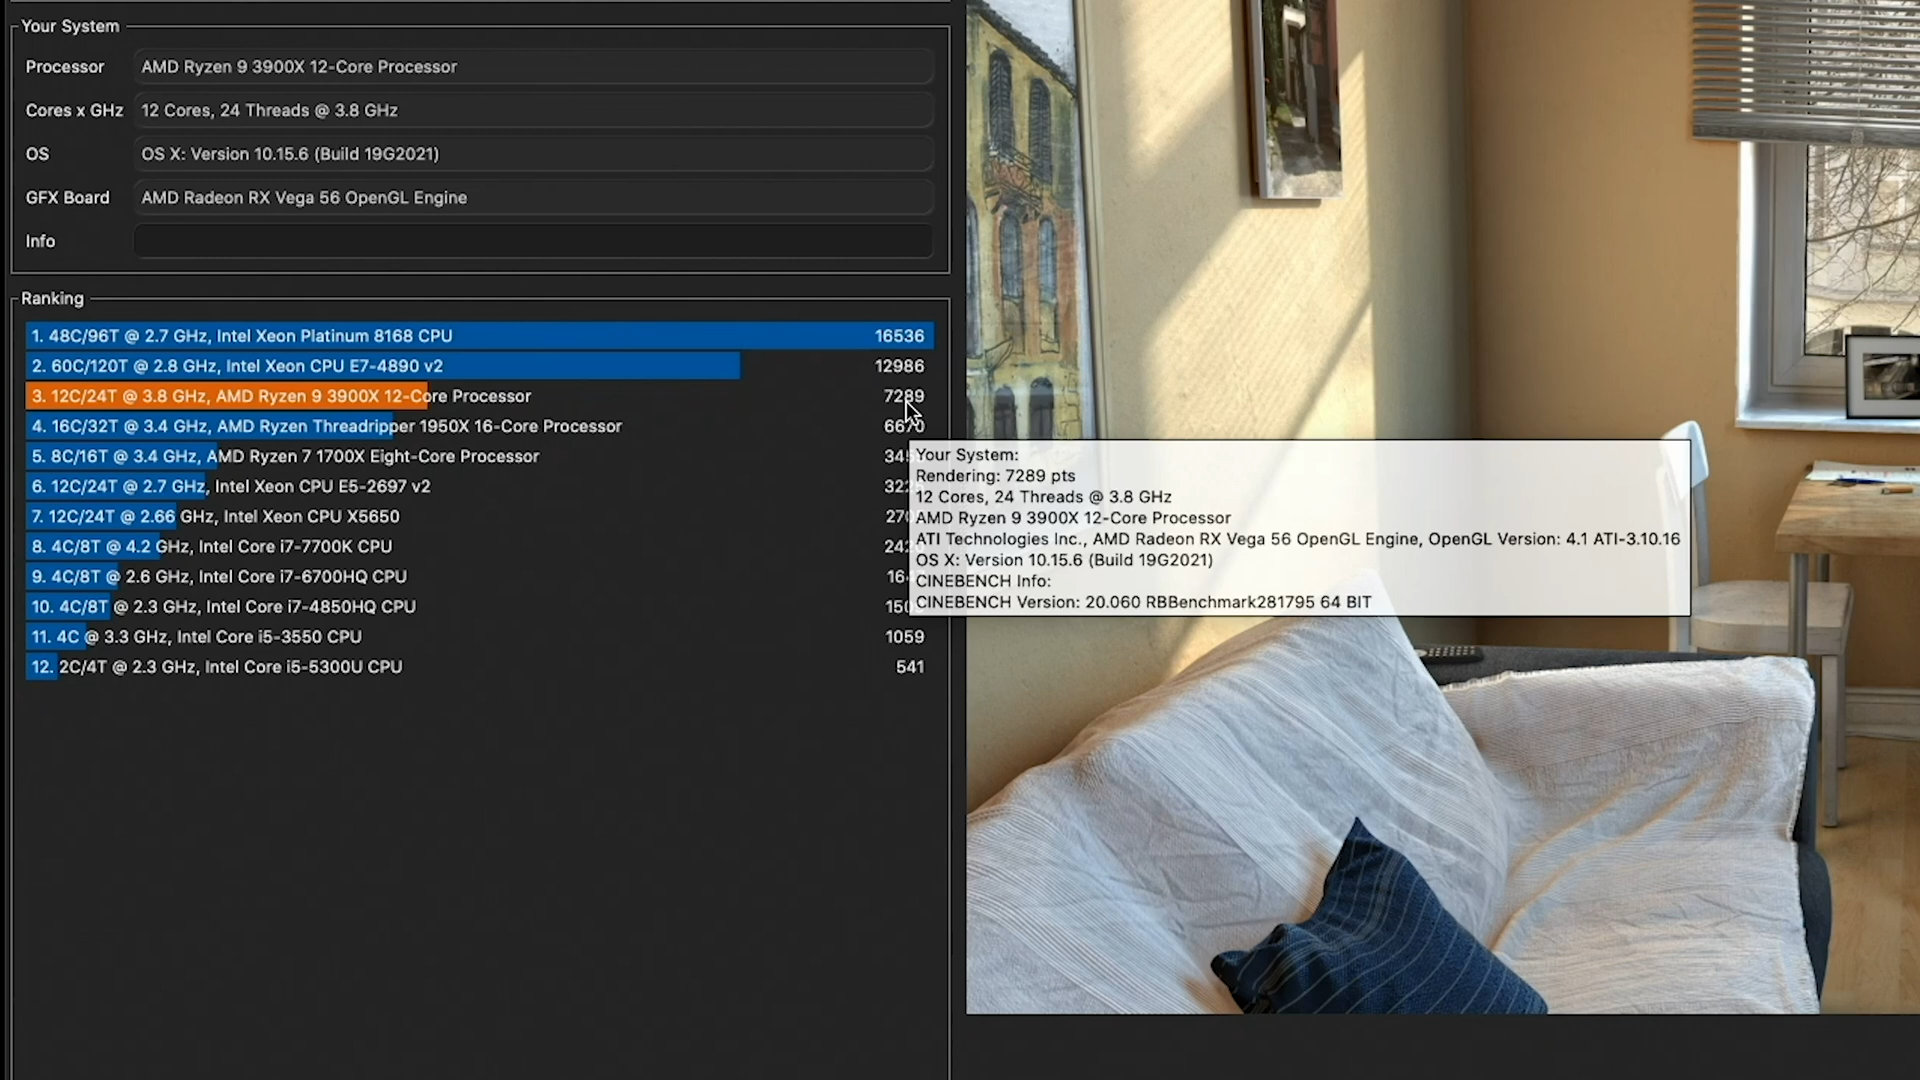 Your System
Processor AMD Ryzen 9 3900X 12-Core Processor
Cores x GHz 12 Cores, 24 Threads @ 3.8 GHz
OS OS X: Version 10.15.6 (Build 19G2021)
GFX Board AMD Radeon RX Vega 56 OpenGL Engine
Info
Ranking
1. 48C/96T @ 2.7 GHz, Intel Xeon Platinum 8168 CPU 16536
2. 60C/120T @ 2.8 GHz, Intel Xeon CPU E7-4890 v2 12986
3. 12C/24T @ 3.8 GHz, AMD Ryzen 9 3900X 12-Core Processor 7289
4. 16C/32T @ 3.4 GHz, AMD Ryzen Threadripper 1950X 16-Core Processor 6670
5. 8C/16T @ 3.4 GHz, AMD Ryzen 7 1700X Eight-Core Processor
6. 12C/24T @ 2.7 GHz, Intel Xeon CPU E5-2697 v2
7. 12C/24T @ 2.66 GHz, Intel Xeon CPU X5650
8. 4C/8T @ 4.2 GHz, Intel Core i7-7700K CPU
9. 4C/8T @ 2.6 GHz, Intel Core i7-6700HQ CPU
10. 4C/8T @ 2.3 GHz, Intel Core i7-4850HQ CPU
11. 4C @ 3.3 GHz, Intel Core i5-3550 CPU 1059
12. 2C/4T @ 2.3 GHz, Intel Core i5-5300U CPU 541
Your System:
Rendering: 7289 pts
12 Cores, 24 Threads @ 3.8 GHz
AMD Ryzen 9 3900X 12-Core Processor
ATI Technologies Inc., AMD Radeon RX Vega 56 OpenGL Engine, OpenGL Version: 4.1 ATI-3.10.16
OS X: Version 10.15.6 (Build 19G2021)
CINEBENCH Info:
CINEBENCH Version: 20.060 RBBenchmark281795 64 BIT